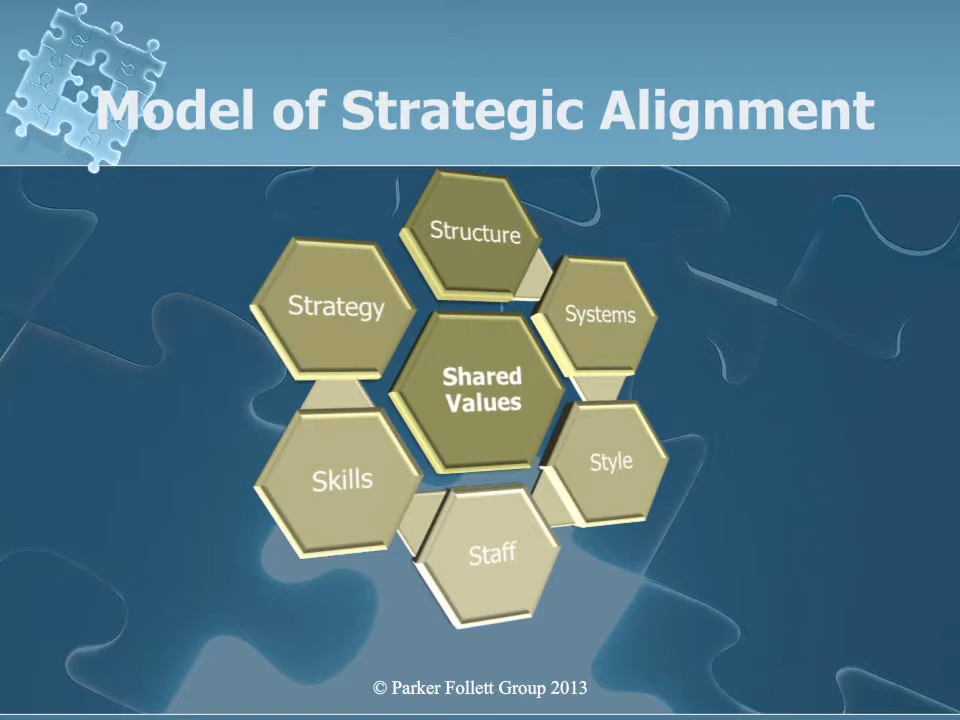 Model of Strategic Alignment
Structure
Strategy
Systems
Shared
Values
Skills
Style
Staff
© Parker Follett Group 2013